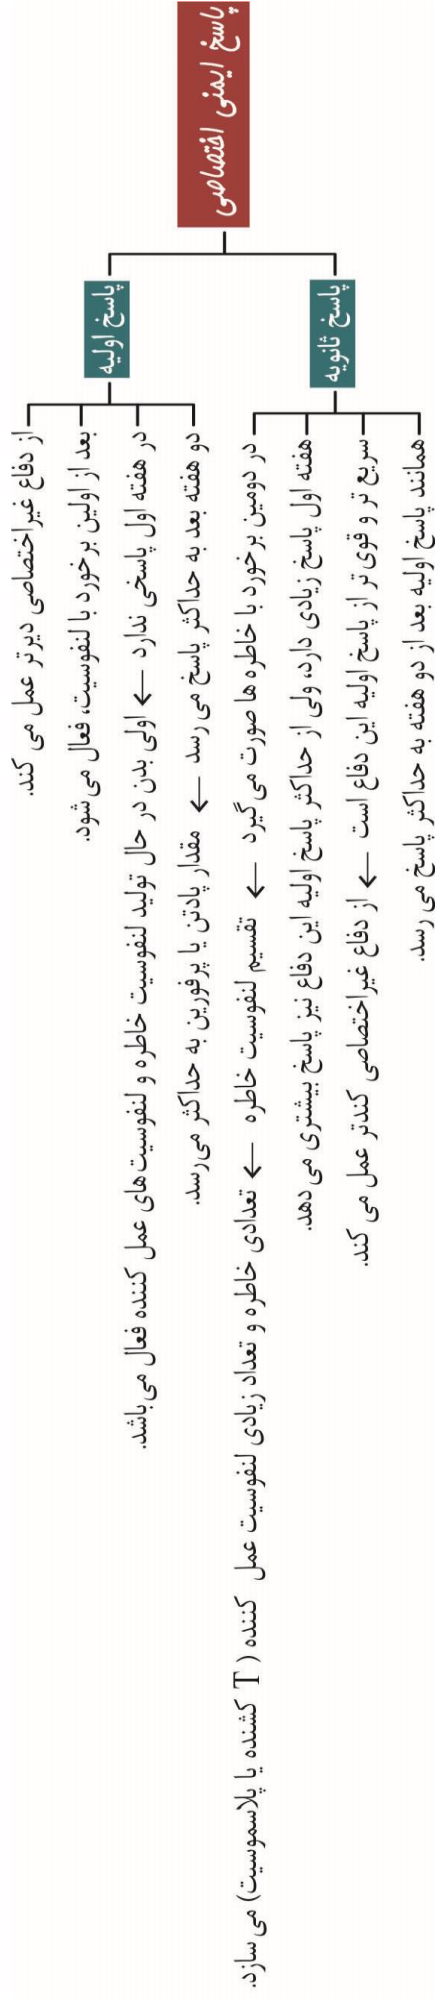 پاسخ ایمنی اختصاصی
پاسخ اولیه
از دفاع غیراختصاصی دیرتر عمل می کند.
بعد از اولین برخورد با لنفوسیت، فعال می شود.
در هفته اول پاسخی ندارد ← اولی بدن در حال تولید لنفوسیت خاطره و لنفوسیت‌های عمل کننده فعال می‌باشد.
دو هفته بعد به حداکثر پاسخ می رسد ← مقدار پادتن یا پرفورین به حداکثر می‌رسد.
پاسخ ثانویه
در دومین برخورد با خاطره ها صورت می گیرد ← تقسیم لنفوسیت خاطره ← تعدادی خاطره و تعداد زیادی لنفوسیت عمل کننده (T کشنده یا پلاسموسیت) می سازد.
هفته اول پاسخ زیادی دارد، ولی از حداکثر پاسخ اولیه این دفاع نیز پاسخ بیشتری می دهد.
سریع تر و قوی تر از پاسخ اولیه این دفاع است ← از دفاع غیراختصاصی کندتر عمل می کند.
همانند پاسخ اولیه بعد از دو هفته به حداکثر پاسخ می رسد.